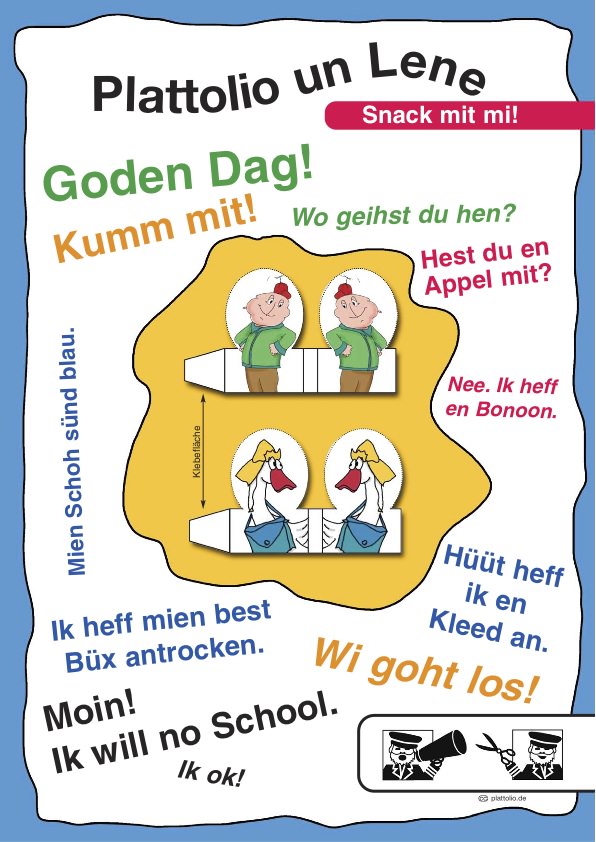 Plattolio un Lene
Snack mit mi!
Goden Dag!
Kumm mit!
Wo geihst du hen?
Hest du en
Appel mit?
Mien Schoh sünd blau.
Nee. Ik heff
en Bonoon.
Klebefläche
Hüüt heff
ik en
Kleed an.
Ik heff mien best
Büx antrocken.
Wi goht los!
Moin!
Ik will no School.
Ik ok!
plattolio.de